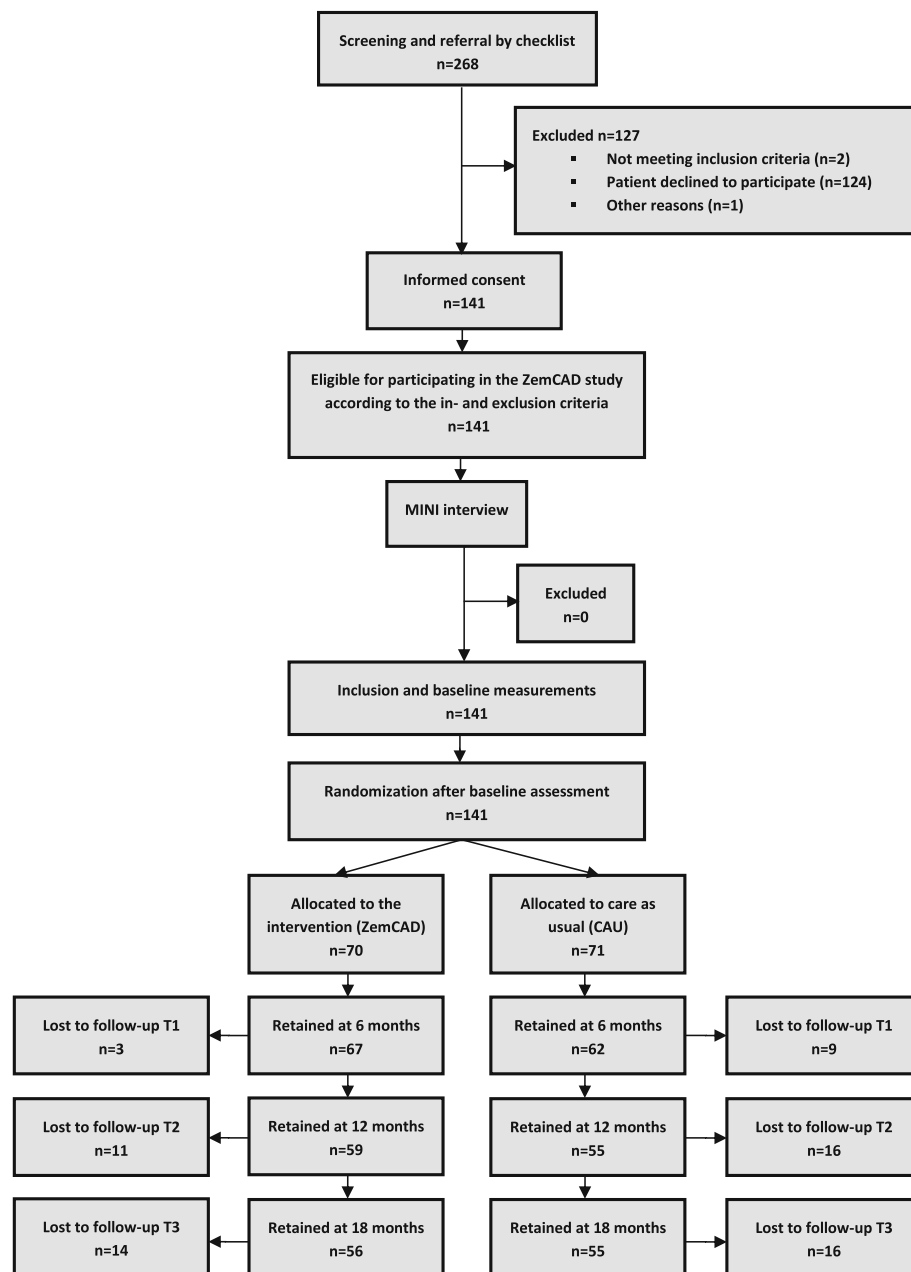 Screening and referral by checklist
n=268
Excluded n=127
▪ Not meeting inclusion criteria (n=2)
▪ Patient declined to participate (n=124)
▪ Other reasons (n=1)
Informed consent
n=141
Eligible for participating in the ZemCAD study
according to the in- and exclusion criteria
n=141
MINI interview
Excluded
n=0
Inclusion and baseline measurements
n=141
Randomization after baseline assessment
n=141
Allocated to the
intervention (ZemCAD)
n=70
Allocated to care as
usual (CAU)
n=71
Lost to follow-up T1
n=3
Retained at 6 months
n=67
Retained at 6 months
n=62
Lost to follow-up T1
n=9
Lost to follow-up T2
n=11
Retained at 12 months
n=59
Retained at 12 months
n=55
Lost to follow-up T2
n=16
Lost to follow-up T3
n=14
Retained at 18 months
n=56
Retained at 18 months
n=55
Lost to follow-up T3
n=16